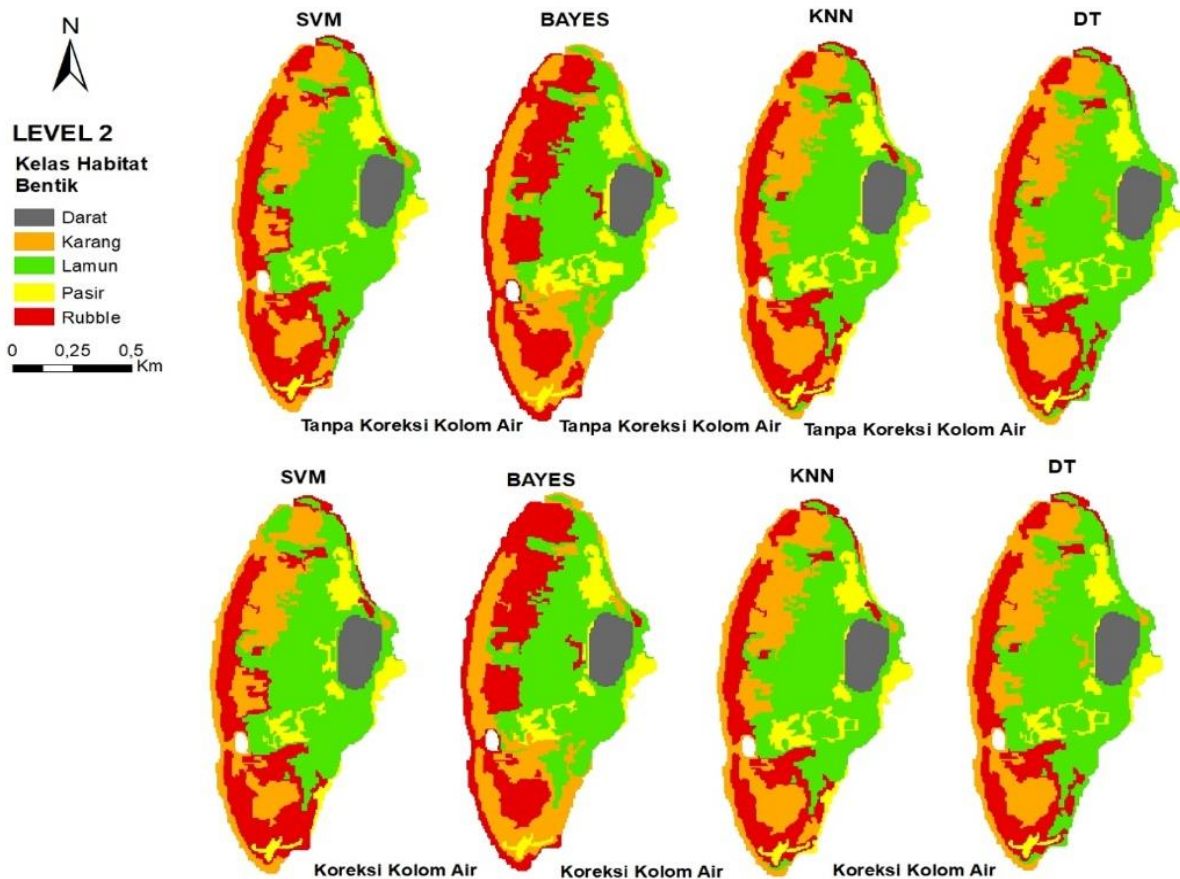 N
LEVEL 2
Kelas Habitat
Bentik
Darat
Karang
Lamun
Pasir
Rubble
0 0,25 0,5
Km
SVM BAYES KNN DT
Tanpa Koreksi Kolom Air Tanpa Koreksi Kolom Air Tanpa Koreksi Kolom Air
SVM BAYES KNN DT
Koreksi Kolom Air Koreksi Kolom Air Koreksi Kolom Air